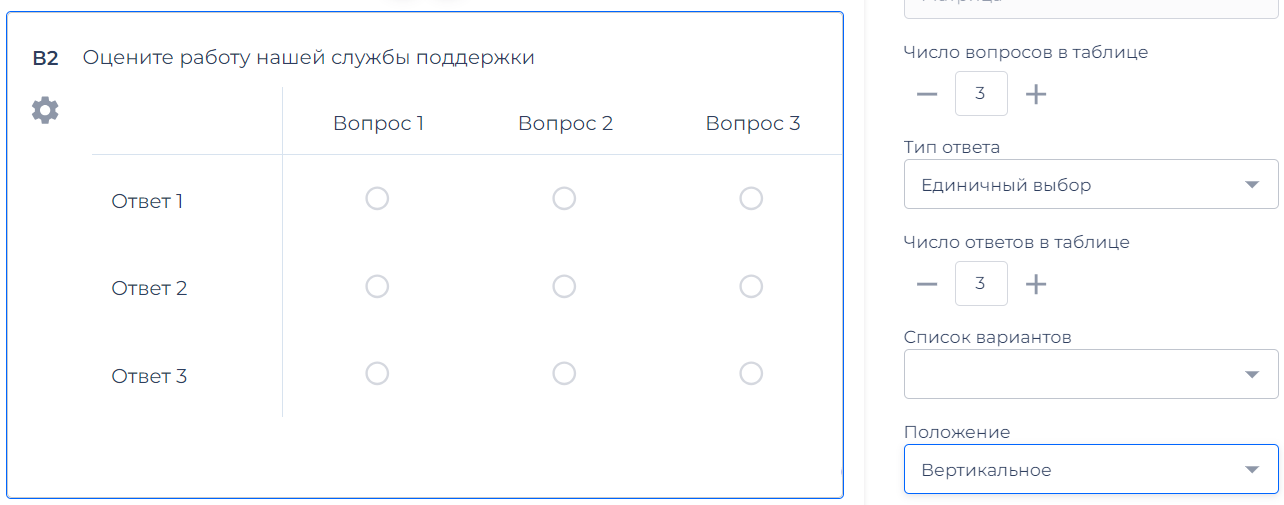 B2 Оцените работу нашей службы поддержки
Вопрос 1 Вопрос 2 Вопрос 3
Ответ 1
Ответ 2
Ответ 3
Число вопросов в таблице
3
Тип ответа
Единичный выбор
Число ответов в таблице
3
Список вариантов
Положение
Вертикальное